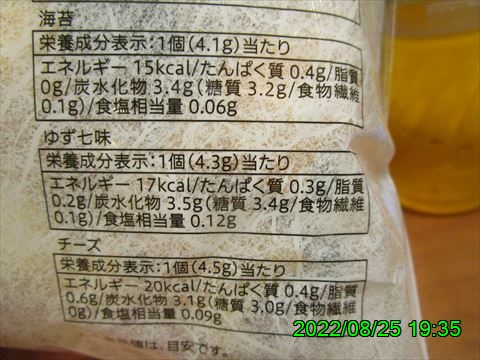 海苔
栄養成分表示:1個(4.1g)当たり
エネルギー 15kcal/たんぱく質 0.4g/脂質
0g/炭水化物 3.4g(糖質 3.2g/食物繊維
0.1g)/食塩相当量 0.06g
ゆず七味
栄養成分表示:1個(4.3g)当たり
エネルギー 17kcal/たんぱく質 0.3g/脂質
0.2g/炭水化物 3.5g(糖質 3.4g/食物繊維
0.1g)/食塩相当量 0.12g
チーズ
栄養成分表示:1個(4.5g)当たり
エネルギー 20kcal/たんぱく質 0.4g/脂質
0.6g/炭水化物 3.1g(糖質 3.0g/食物繊維
0g)/食塩相当量 0.09g
値は、目安です。
2022/08/25 19:35